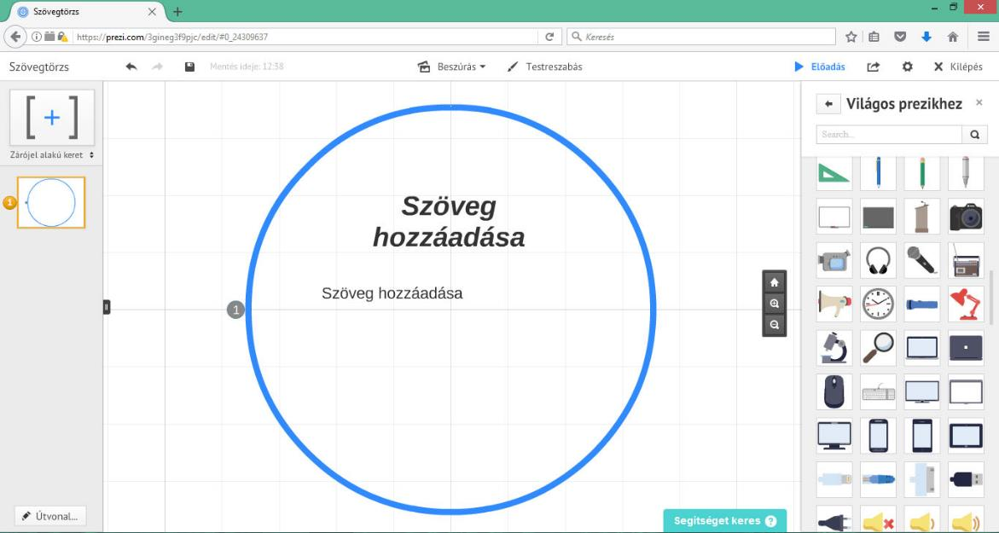 Szövegtörzs
https://prezi.com/3gineg3f9pjc/edit/#0_24309637
Keresés
Szövegtörzs
Mentés ideje: 12:38
Beszúrás
Testreszabás
Előadás
Kilépés
Zárójel alakú keret
1
Útvonal...
Szöveg
hozzáadása
Szöveg hozzáadása
1
Segítséget keres ?
Világos prezikhez
Search...